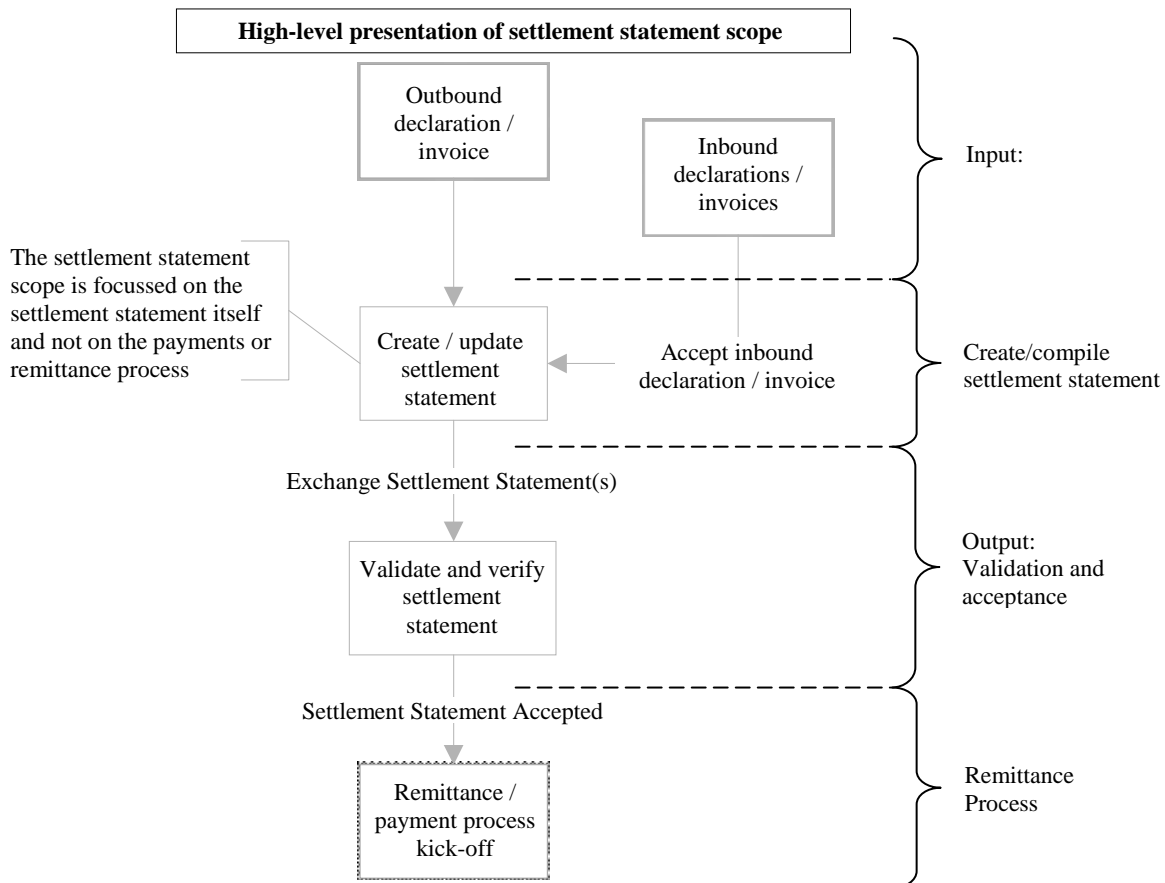 High-level presentation of settlement statement scope
Outbound
declaration /
invoice
Inbound
declarations /
invoices
Input:
The settlement statement
scope is focussed on the
settlement statement itself
and not on the payments or
remittance process
Create / update
settlement
statement
Accept inbound
declaration / invoice
Create/compile
settlement statement
Exchange Settlement Statement(s)
Validate and verify
settlement
statement
Output:
Validation and
acceptance
Settlement Statement Accepted
Remittance /
payment process
kick-off
Remittance
Process